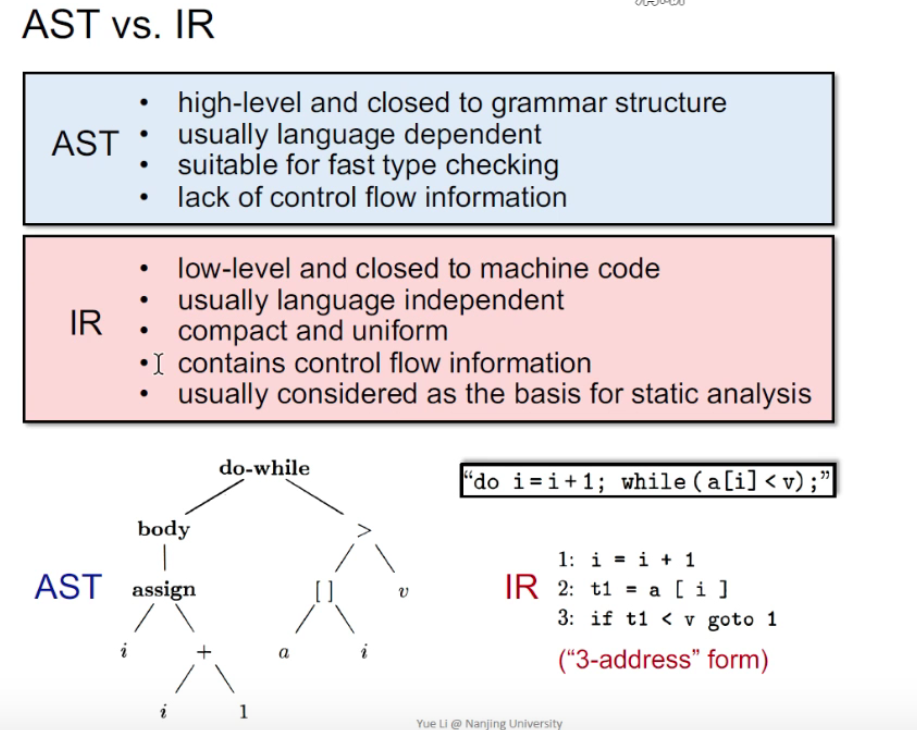 AST vs. IR
AST
• high-level and closed to grammar structure
• usually language dependent
• suitable for fast type checking
• lack of control flow information
IR
• low-level and closed to machine code
• usually language independent
• compact and uniform
• contains control flow information
• usually considered as the basis for static analysis
do-while
body
>
assign
[]
v
i
+
a
i
i
1
AST
“do i=i+1; while(a[i]<v);”
IR
1: i = i + 1
2: t1 = a [ i ]
3: if t1 < v goto 1
(“3-address” form)
Yue Li @ Nanjing University